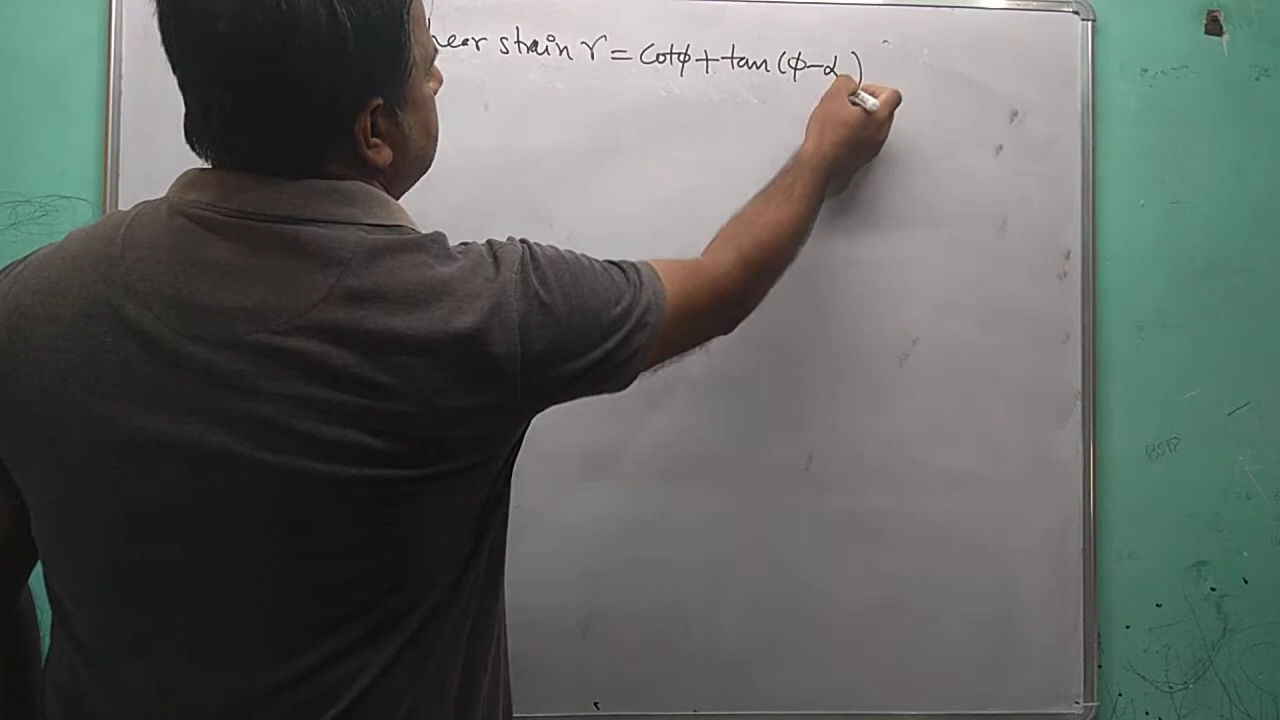 hear strain γ = Cotφ + tan (φ-α)